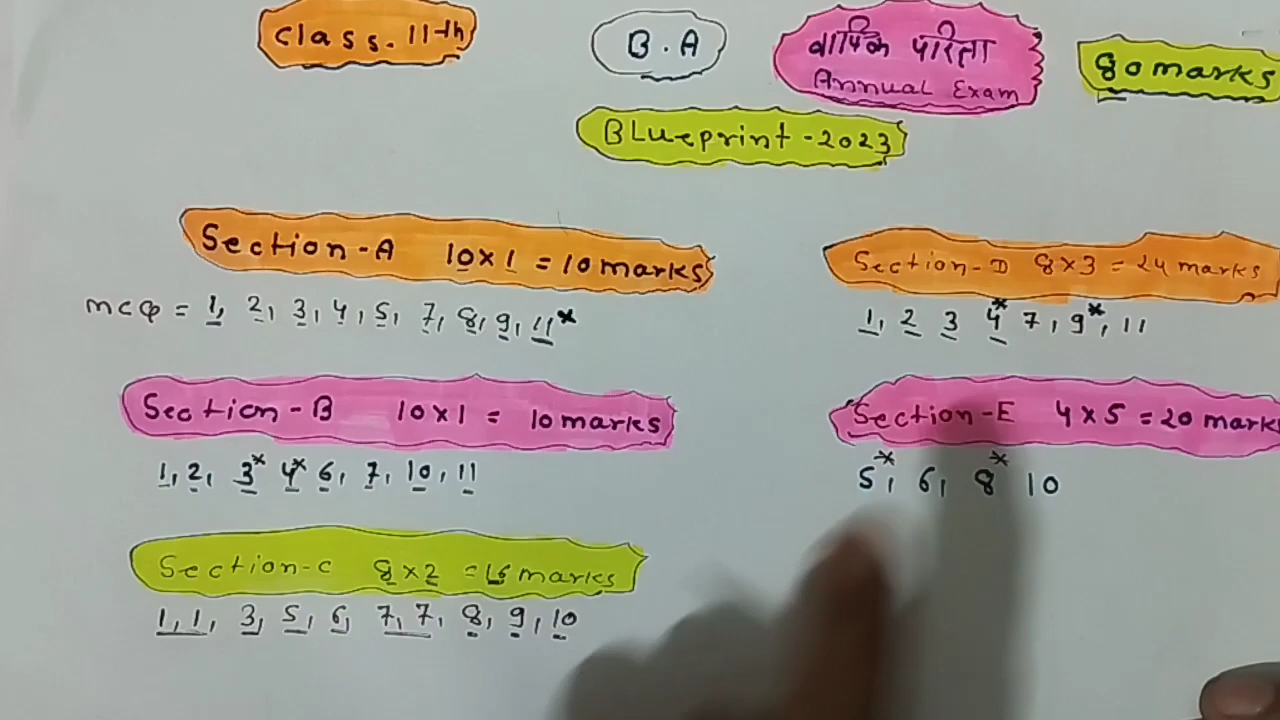 Class. 11th
B.A
वार्षिक परिक्षा
Annual Exam
80 marks
Blueprint - 2023
Section - A 10 x 1 = 10 marks
mcq = 1, 2, 3, 4, 5, 7, 8, 9, 11*
Section - B 10 x 1 = 10 marks
1, 2, 3* 4* 6, 7, 10, 11
Section - C 8 x 2 = 16 marks
1, 1, 3, 5, 6, 7, 7, 8, 9, 10
Section - D 8 x 3 = 24 marks
1, 2 3 4* 7, 9*, 11
Section - E 4 x 5 = 20 mark
5*, 6, 8* 10